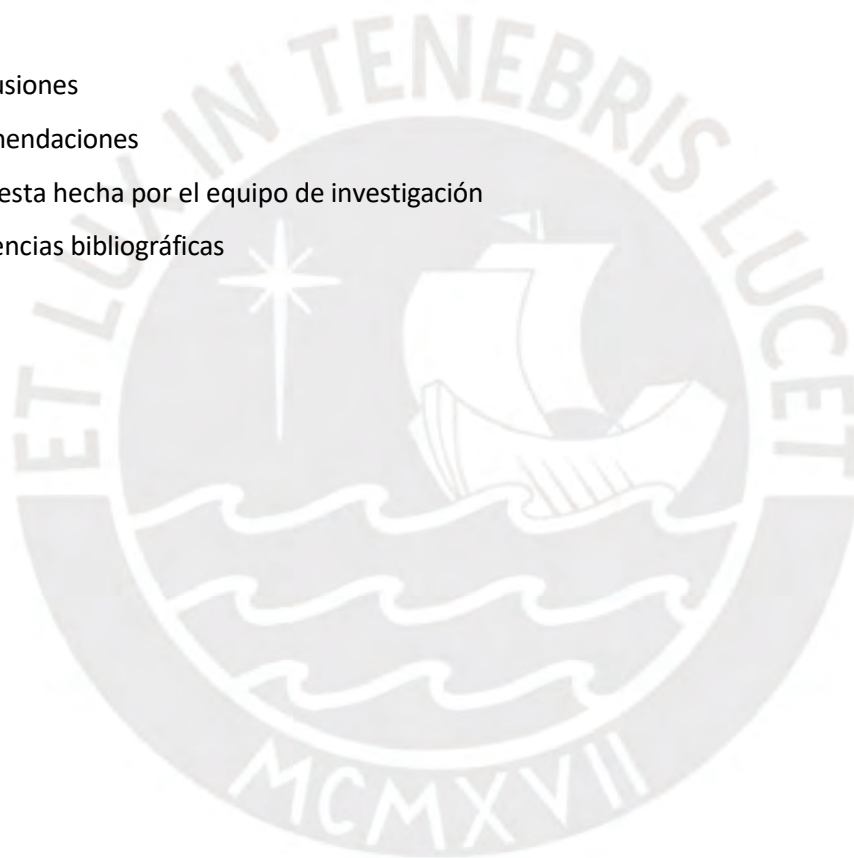 usiones
nendaciones
esta hecha por el equipo de investigación
encias bibliográficas
ET LUX IN TENEBRIS LUCET
MCMXVII